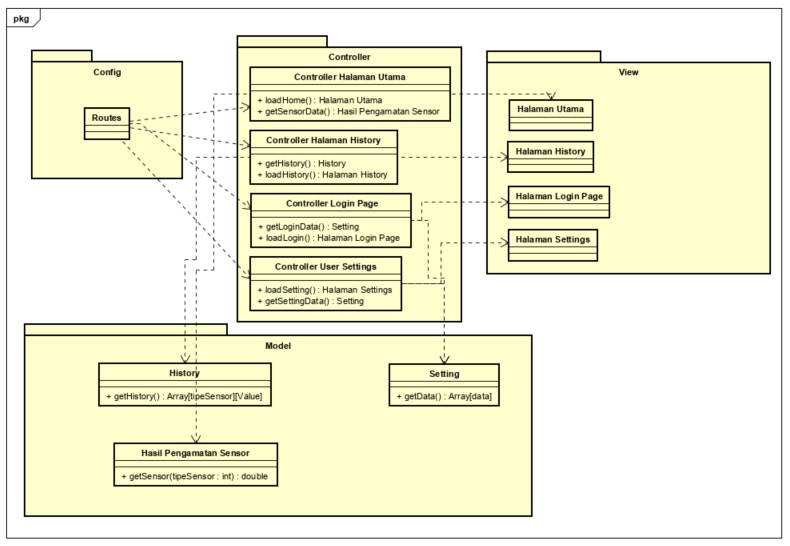 pkg
Config
Routes
Controller
Controller Halaman Utama
+ loadHome() : Halaman Utama
+ getSensorData() : Hasil Pengamatan Sensor
Controller Halaman History
+ getHistory() : History
+ loadHistory() : Halaman History
Controller Login Page
+ getLoginData() : Setting
+ loadLogin() : Halaman Login Page
Controller User Settings
+ loadSetting() : Halaman Settings
+ getSettingData() : Setting
View
Halaman Utama
Halaman History
Halaman Login Page
Halaman Settings
Model
History
+ getHistory() : Array[tipeSensor][Value]
Setting
+ getData() : Array[data]
Hasil Pengamatan Sensor
+ getSensor(tipeSensor : int) : double